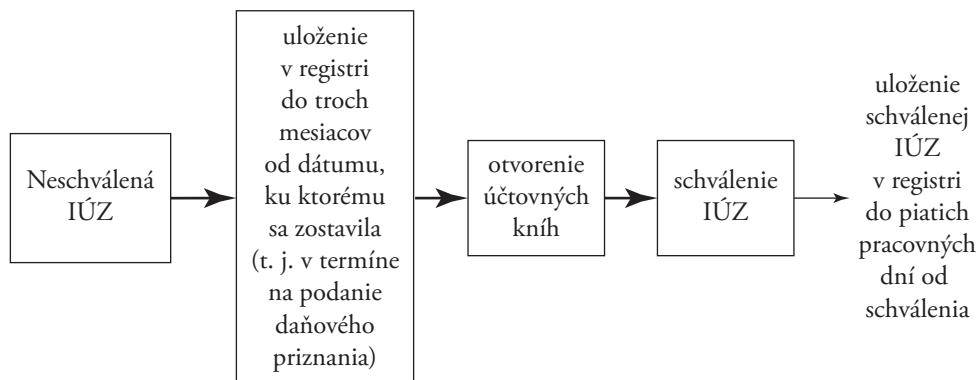 Neschválená
IÚZ
uloženie
v registri
do troch
mesiacov
od dátumu,
ku ktorému
sa zostavila
(t. j. v termíne
na podanie
daňového
priznania)
otvorenie
účtovných
kníh
schválenie
IÚZ
uloženie
schválenej
IÚZ
v registri
do piatich
pracovných
dní od
schválenia